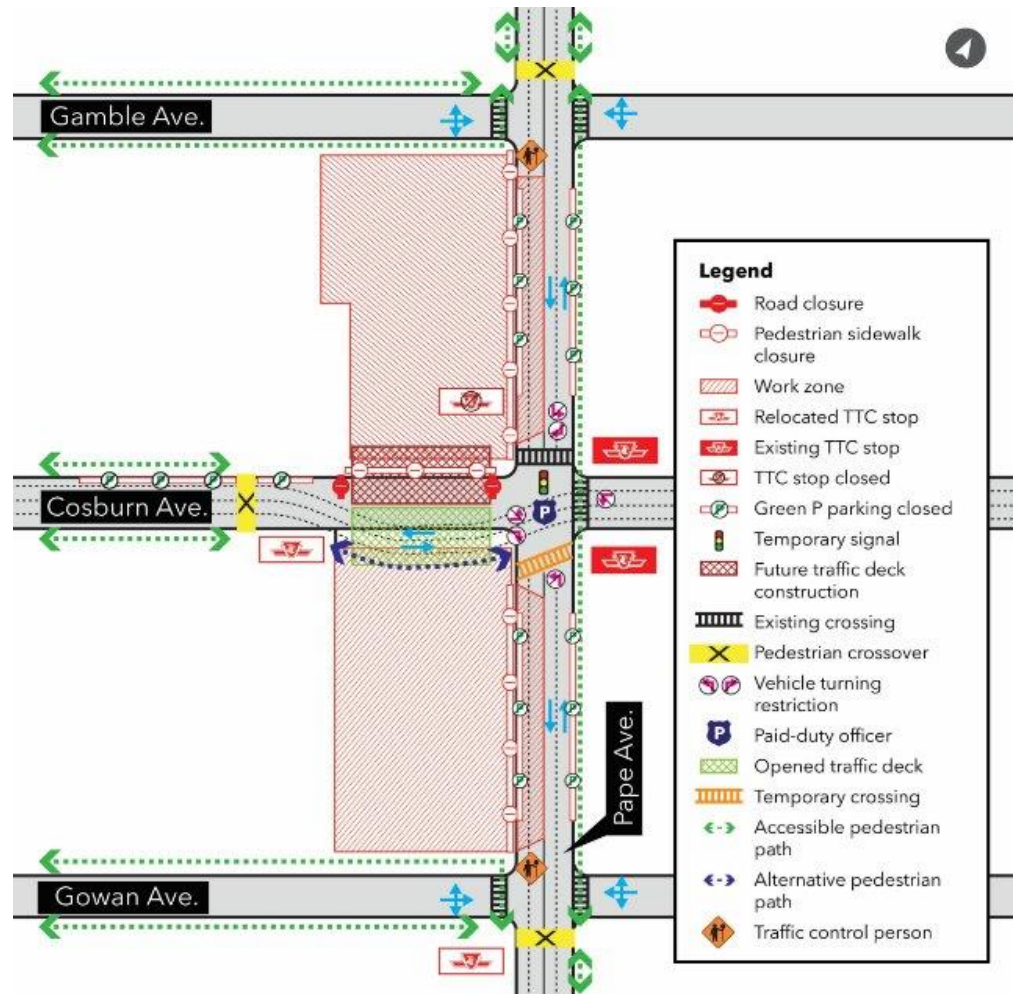 Gamble Ave.
Legend
Road closure
Pedestrian sidewalk
closure
Work zone
Relocated TTC stop
Existing TTC stop
TTC stop closed
Green P parking closed
Temporary signal
Future traffic deck
construction
Existing crossing
Pedestrian crossover
Vehicle turning
restriction
P
Paid-duty officer
Opened traffic deck
Temporary crossing
Accessible pedestrian
path
Alternative pedestrian
path
Traffic control person
Cosburn Ave.
P
Pape Ave.
Gowan Ave.